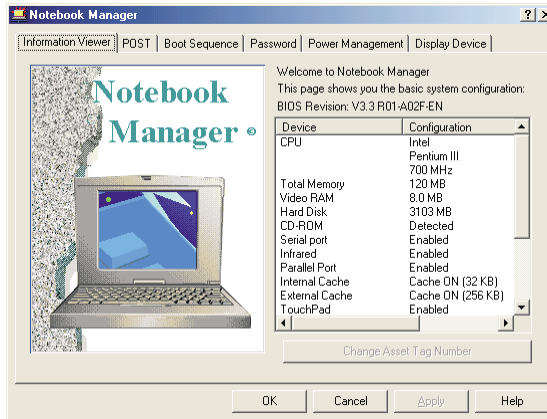 Notebook Manager
Information Viewer POST Boot Sequence Password Power Management Display Device
Notebook
Manager ®
Welcome to Notebook Manager
This page shows you the basic system configuration:
BIOS Revision: V3.3 R01-A02F-EN
Device Configuration
CPU Intel
Pentium III
700 MHz
Total Memory 120 MB
Video RAM 8.0 MB
Hard Disk 3103 MB
CD-ROM Detected
Serial port Enabled
Infrared Enabled
Parallel Port Enabled
Internal Cache Cache ON (32 KB)
External Cache Cache ON (256 KB)
TouchPad Enabled
Change Asset Tag Number
OK Cancel Apply Help